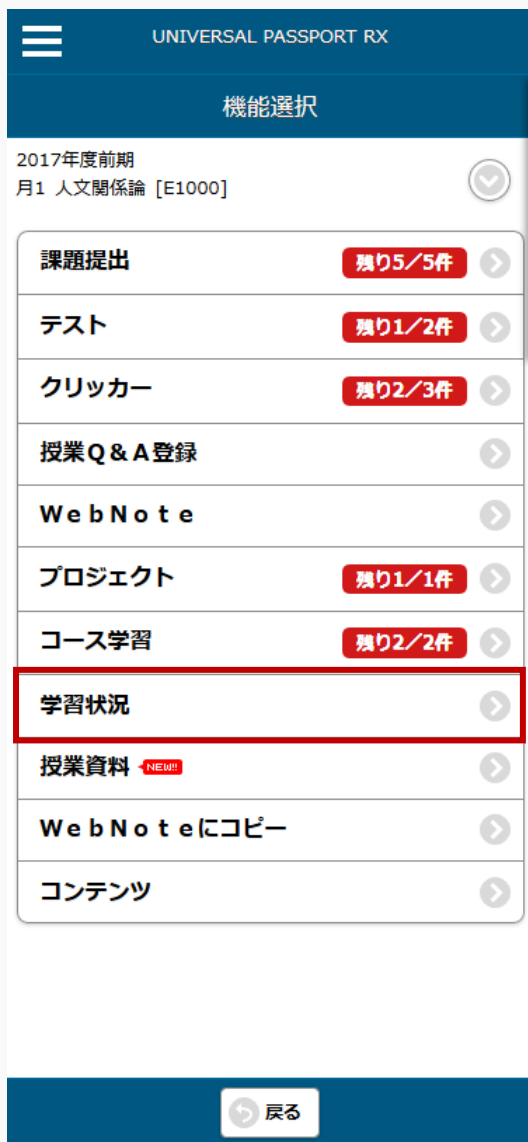 UNIVERSAL PASSPORT RX
機能選択
2017年度前期
月1 人文関係論 [E1000]
課題提出 残り5／5件
テスト 残り1／2件
クリッカー 残り2／3件
授業Ｑ＆Ａ登録
ＷｅｂＮｏｔｅ
プロジェクト 残り1／1件
コース学習 残り2／2件
学習状況
授業資料 NEW!!
ＷｅｂＮｏｔｅにコピー
コンテンツ
戻る